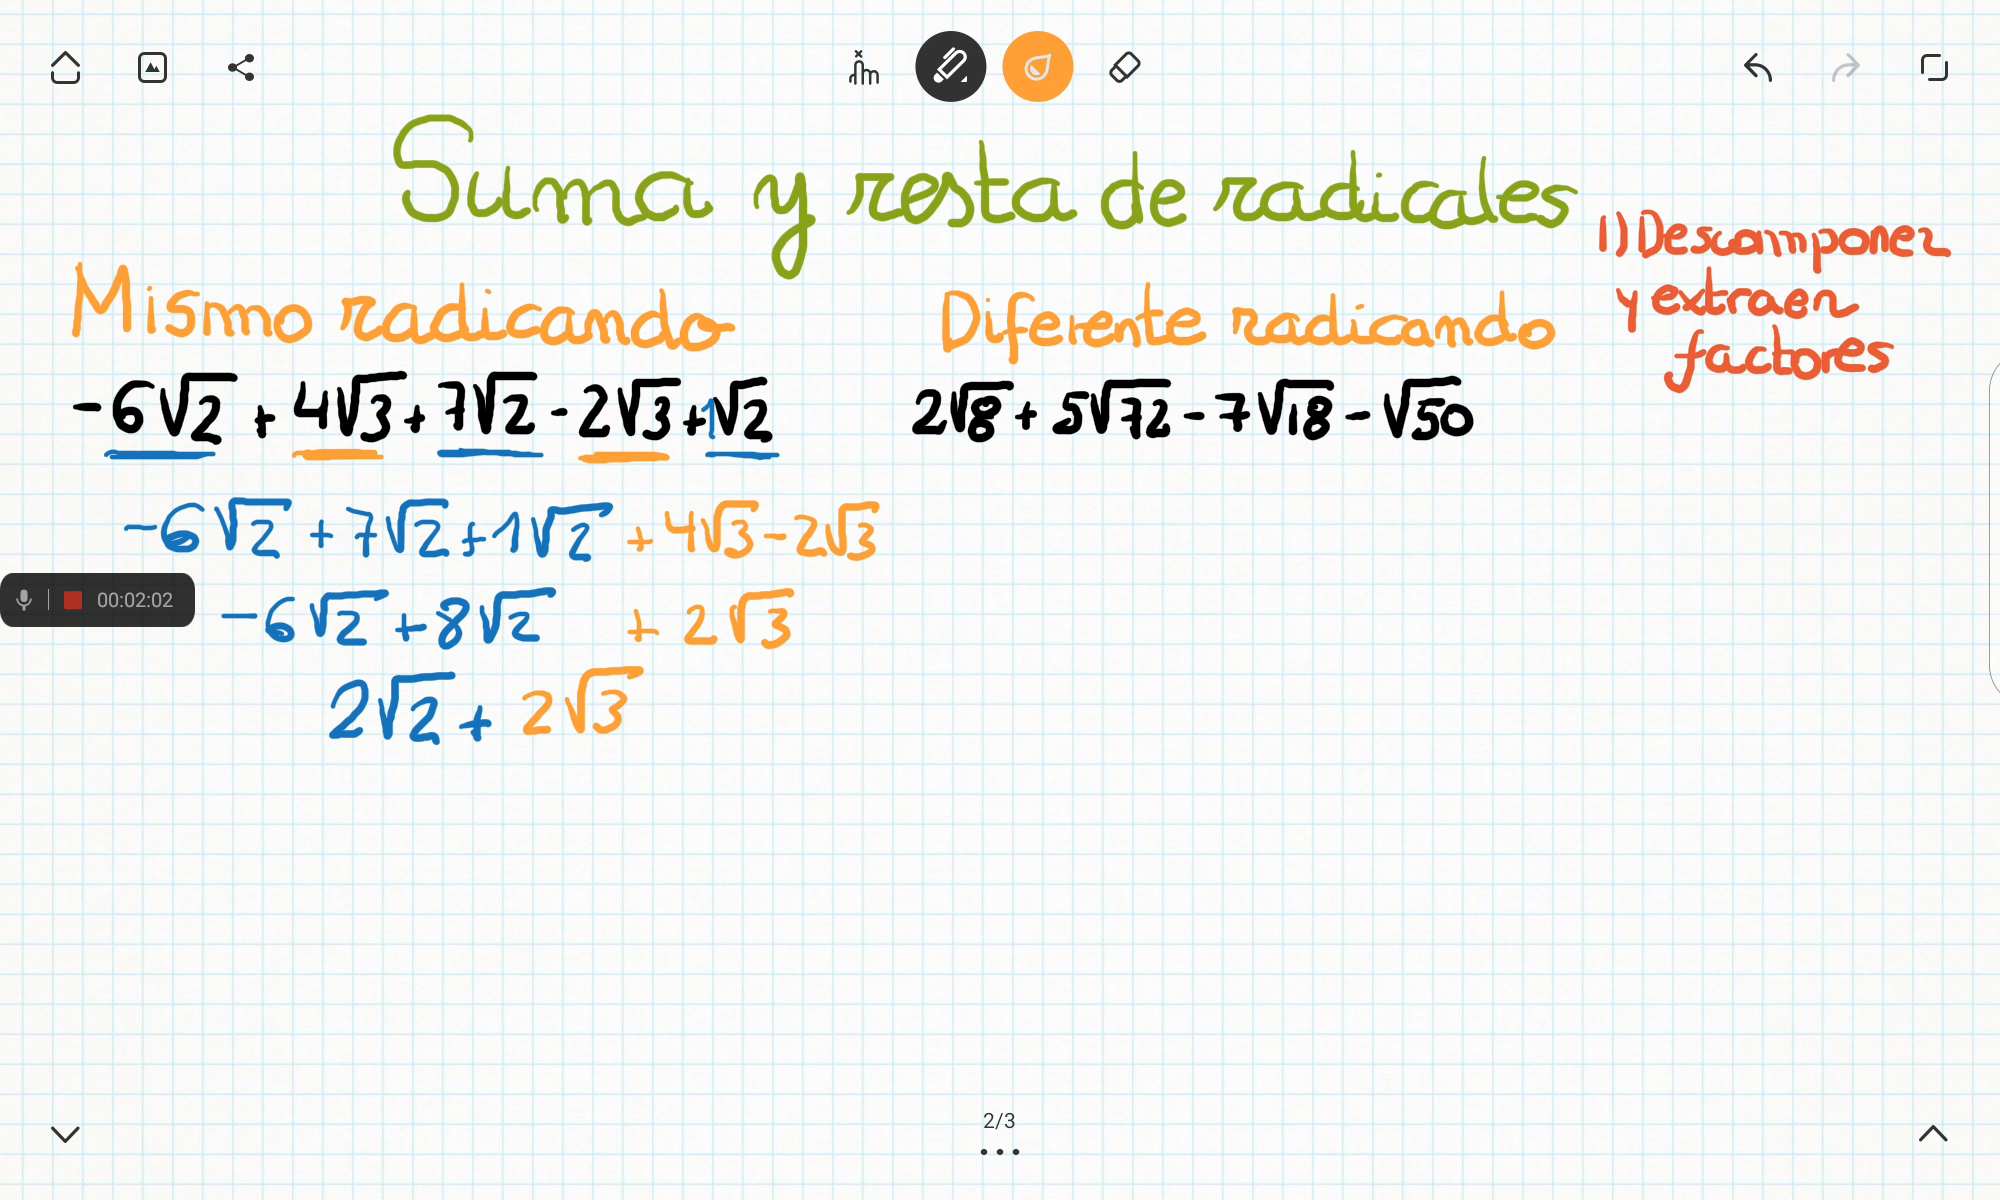 Suma y resta de radicales
1) Descomponer
y extraer
factores
Mismo radicando
-6√2 + 4√3 + 7√2 - 2√3 + 1√2
-6√2 + 7√2 + 1√2 + 4√3 - 2√3
-6√2 + 8√2 + 2√3
2√2 + 2√3
Diferente radicando
2√8 + 5√72 - 7√18 - √50
00:02:02
2/3